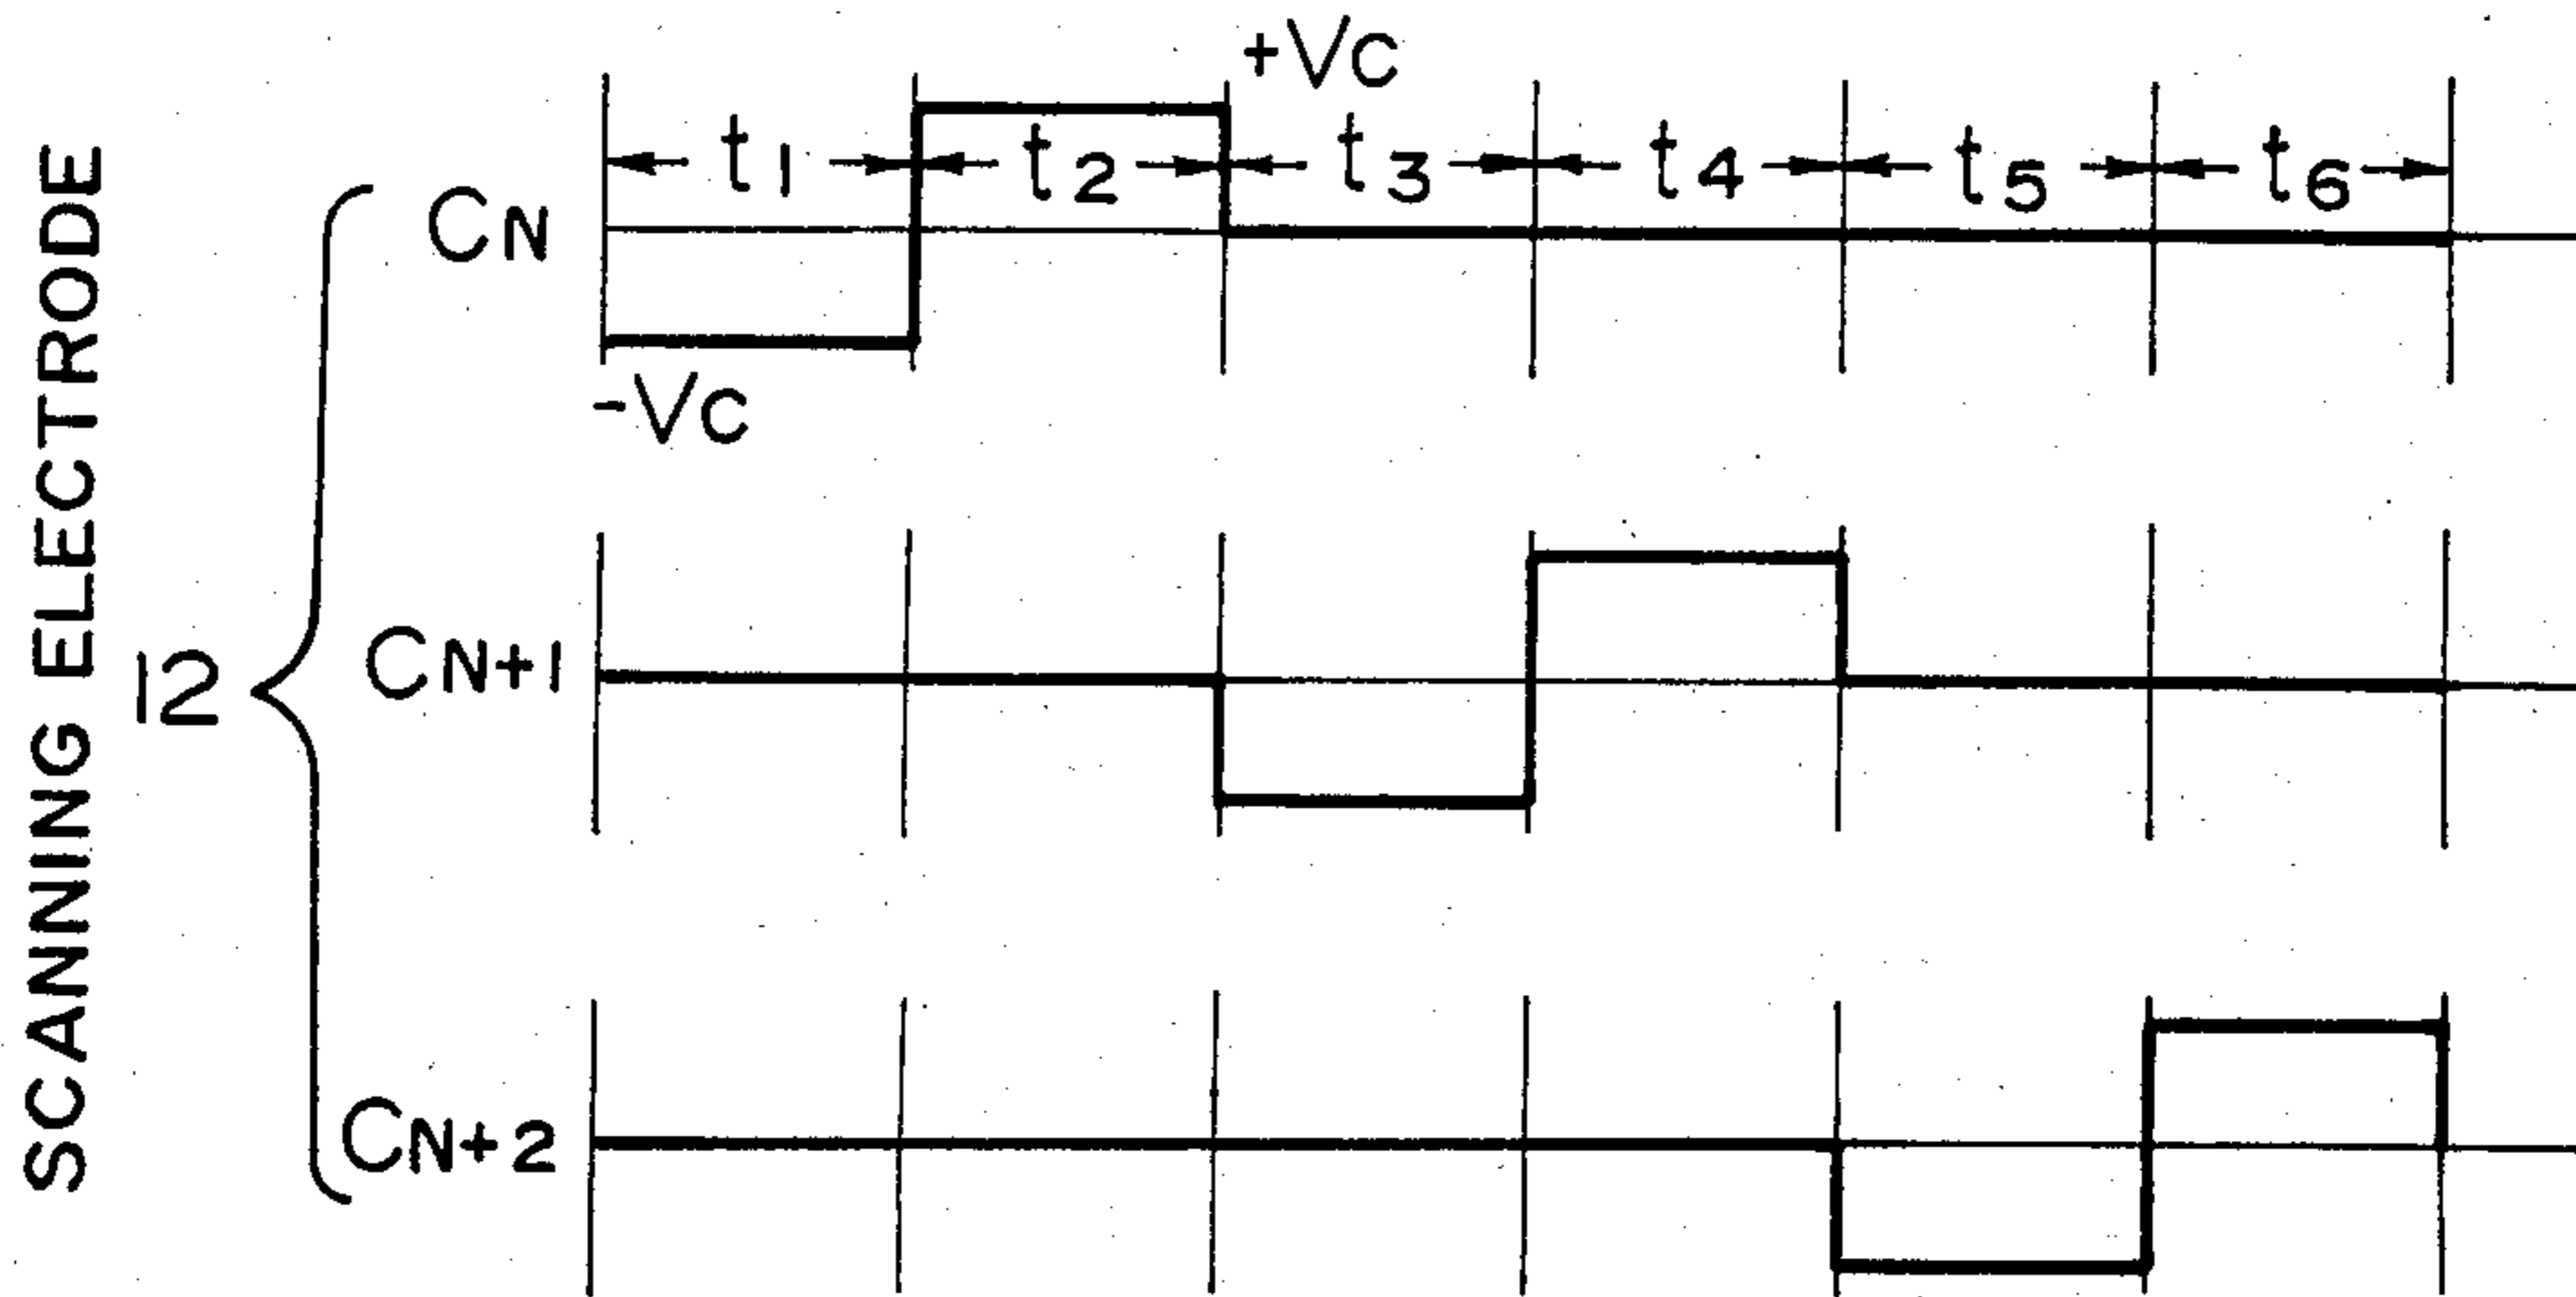 SCANNING ELECTRODE
12
+VC
t1 t2 t3 t4 t5 t6
CN
-VC
CN+1
CN+2